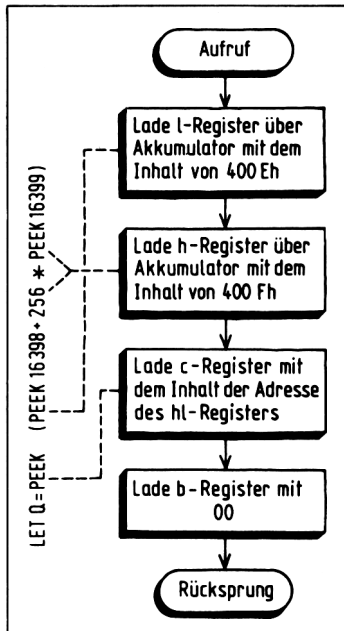 Aufruf
Lade l-Register über
Akkumulator mit dem
Inhalt von 400 Eh
Lade h-Register über
Akkumulator mit dem
Inhalt von 400 Fh
Lade c-Register mit
dem Inhalt der Adresse
des hl-Registers
Lade b-Register mit
00
Rücksprung
LET Q=PEEK (PEEK 16398 + 256 * PEEK 16399)